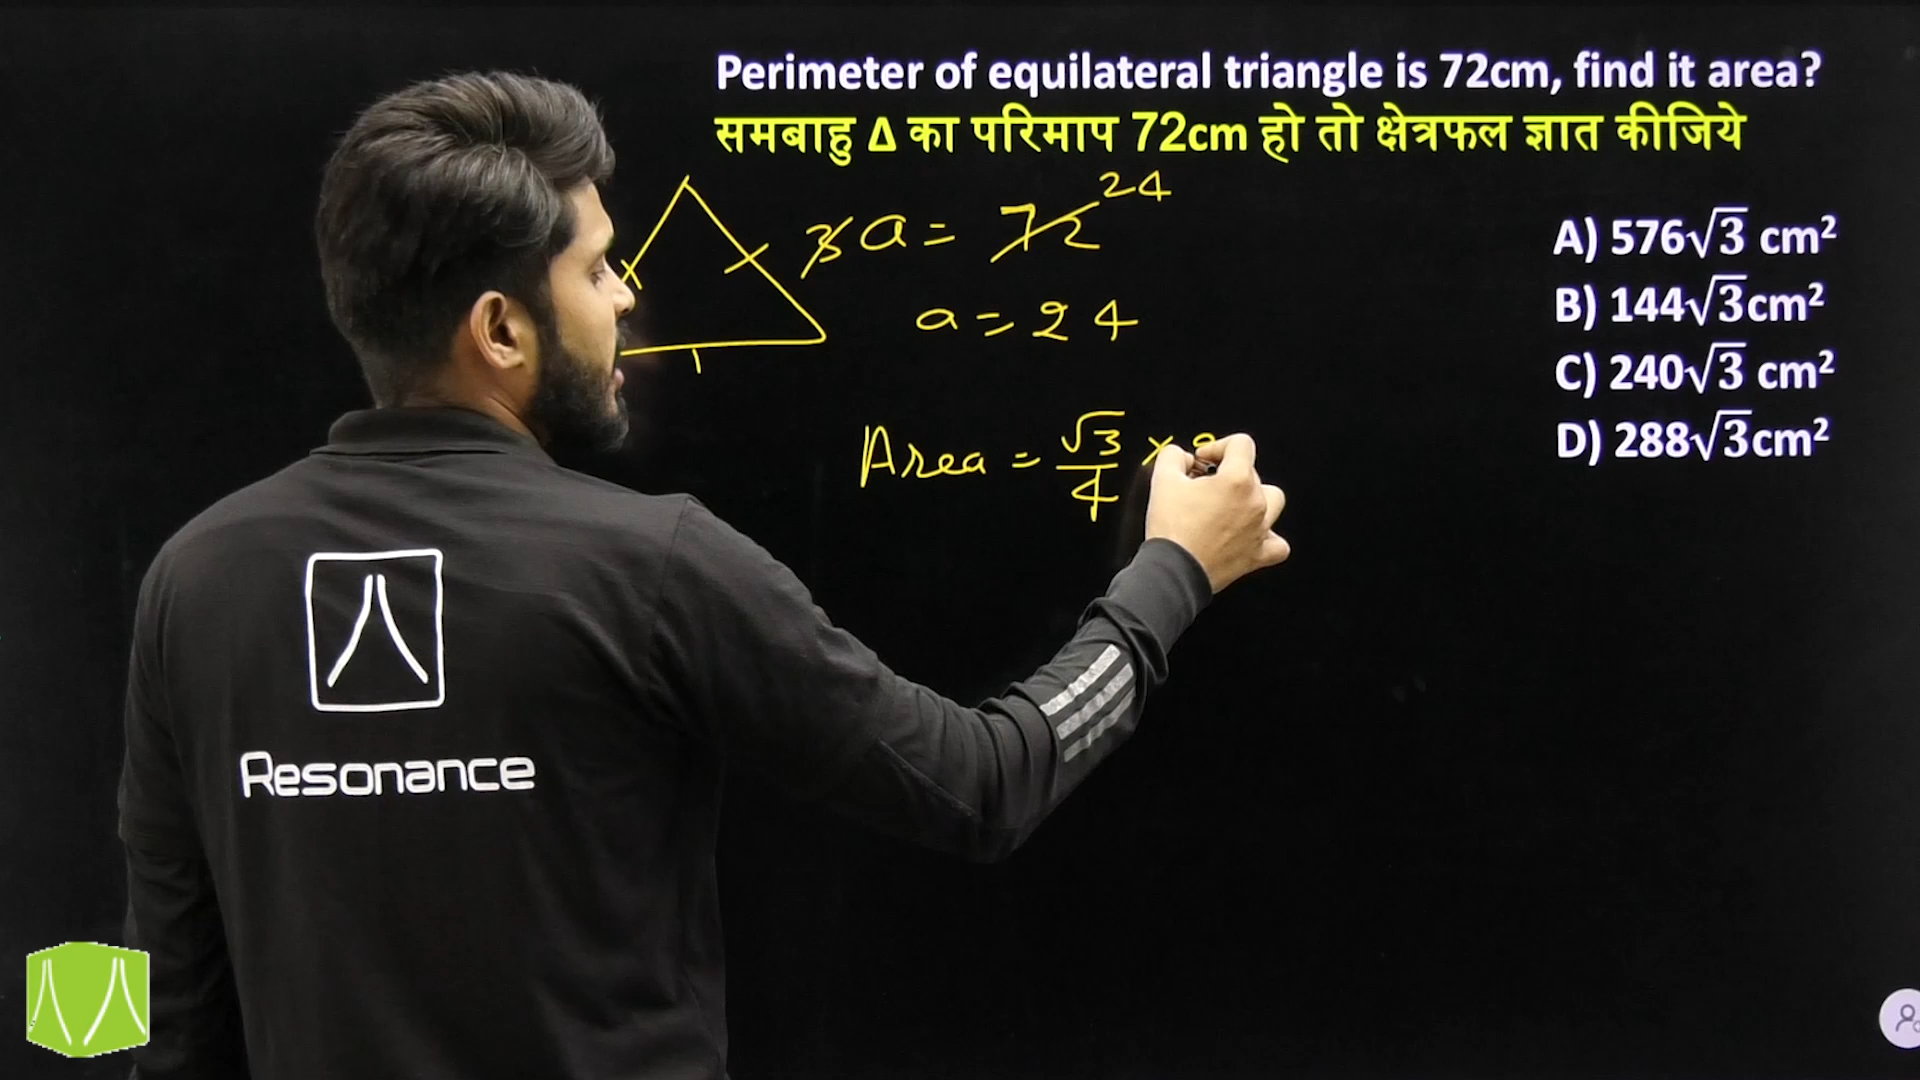 Perimeter of equilateral triangle is 72cm, find it area?
समबाहु Δ का परिमाप 72cm हो तो क्षेत्रफल ज्ञात कीजिये
24
3a = 72
a = 24
Area = √3/4 ×
A) 576√3 cm²
B) 144√3cm²
C) 240√3 cm²
D) 288√3cm²
Resonance